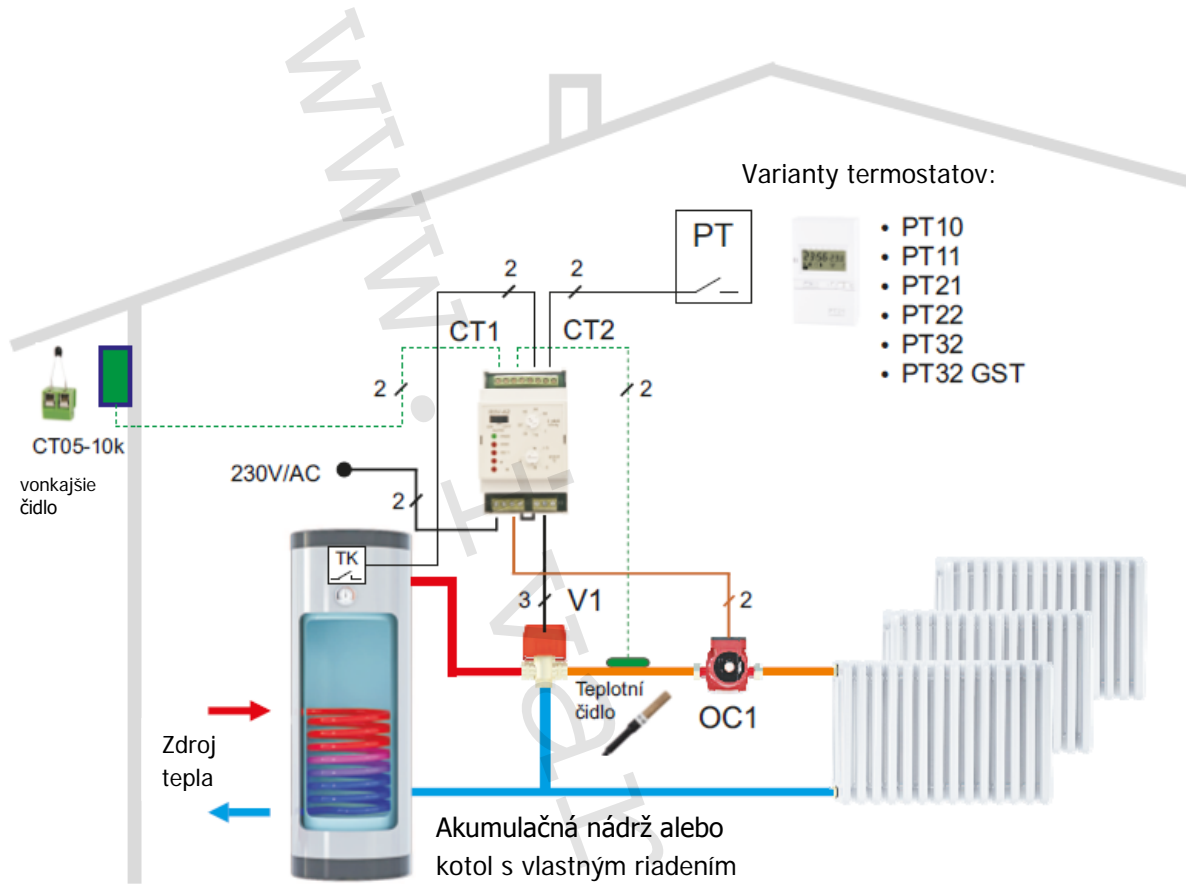 Varianty termostatov:
PT
• PT10
• PT11
• PT21
• PT22
• PT32
• PT32 GST
2
2
CT1
CT2
2
2
CT05-10k
vonkajšie
čidlo
230V/AC
2
TK
3
V1
2
Teplotní
čidlo
OC1
Zdroj
tepla
Akumulačná nádrž alebo
kotol s vlastným riadením
www.i-var